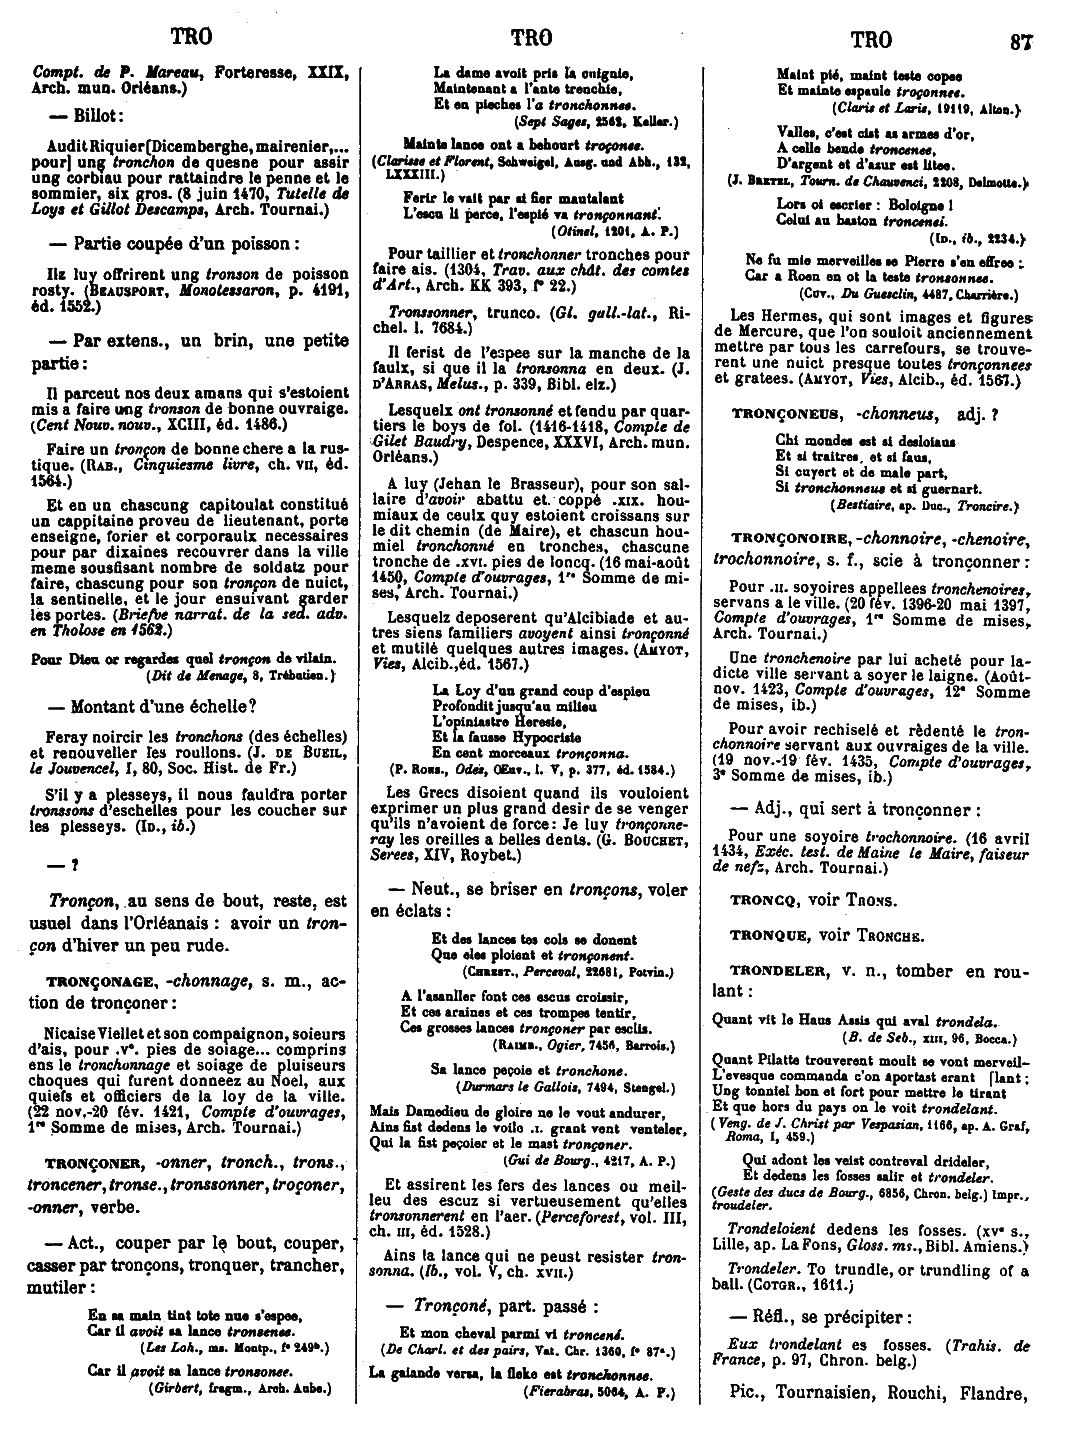 TRO
TRO
TRO
87
Compt. de P. Mareau, Forteresse, XXIX,
Arch. mun. Orléans.)
— Billot :
Audit Riquier [Dicemberghe, mairenier,...
pour] ung tronchon de quesne pour assir
ung corbiau pour rattaindre le penne et le
sommier, six gros. (8 juin 1470, Tutelle de
Loys et Gillot Descamps, Arch. Tournai.)
— Partie coupée d'un poisson :
Ilz luy offrirent ung tronson de poisson
rosty. (BEAUSPORT, Monotessaron, p. 4191,
éd. 1552.)
— Par extens., un brin, une petite
partie :
Il parceut nos deux amans qui s'estoient
mis a faire ung tronson de bonne ouvraige.
(Cent Nouv. nouv., XCIII, éd. 1486.)
Faire un tronçon de bonne chere a la rus-
tique. (RAB., Cinquiesme livre, ch. VII, éd.
1564.)
Et en un chascung capitoulat constitué
un cappitaine proveu de lieutenant, porte
enseigne, forier et corporaulx necessaires
pour par dixaines recouvrer dans la ville
meme sousfisant nombre de soldatz pour
faire, chascung pour son tronçon de nuict,
la sentinelle, et le jour ensuivant garder
les portes. (Briefve narrat. de la sed. adv.
en Tholose en 1562.)
Pour Dieu or regardes quel tronçon de vilain.
(Dit de Menage, 8, Trébutien.)
— Montant d'une échelle ?
Feray noircir les tronchons (des échelles)
et renouveller les roullons. (J. DE BUEIL,
le Jouvencel, I, 80, Soc. Hist. de Fr.)
S'il y a plesseys, il nous fauldra porter
tronssons d'eschelles pour les coucher sur
les plesseys. (ID., ib.)
— ?
Tronçon, au sens de bout, reste, est
usuel dans l'Orléanais : avoir un tron-
çon d'hiver un peu rude.
TRONÇONAGE, -chonnage, s. m., ac-
tion de tronçoner :
Nicaise Viellet et son compaignon, soieurs
d'ais, pour .vc. pies de soiage... comprins
ens le tronchonnage et soiage de pluiseurs
choques qui furent donneez au Noel, aux
quiefs et officiers de la loy de la ville.
(22 nov.-20 fév. 1421, Compte d'ouvrages,
1re Somme de mises, Arch. Tournai.)
TRONÇONER, -onner, tronch., trons.,
troncener, tronse., tronssonner, troçoner,
-onner, verbe.
— Act., couper par le bout, couper,
casser par tronçons, tronquer, trancher,
mutiler :
En sa main tint tote nue s'espee,
Car il avoit sa lance tronsenee.
(Les Loh., ms. Montp., fo 249b.)
Car il avoit sa lance tronsonee.
(Girbert, fragm., Arch. Aube.)
La dame avoit pris la cuignie,
Maintenant a l'ante trenchie,
Et en pieches l'a tronchonnee.
(Sept Sages, 2562, Keller.)
Mainte lance ont a behourt troçonee.
(Clarisse et Florent, Schweigel, Ausg. und Abh., 132,
LXXXIII.)
Ferir le vait par si fier mautalant
L'escu li perce, l'espié va tronçonnant.
(Otinel, 1201, A. P.)
Pour taillier et tronchonner tronches pour
faire ais. (1304, Trav. aux chât. des comtes
d'Art., Arch. KK 393, fo 22.)
Tronssonner, trunco. (Gl. gall.-lat., Ri-
chel. l. 7684.)
Il ferist de l'espee sur la manche de la
faulx, si que il la tronsonna en deux. (J.
D'ARRAS, Melus., p. 339, Bibl. elz.)
Lesquelx ont tronsonné et fendu par quar-
tiers le boys de fol. (1416-1418, Compte de
Gilet Baudry, Despence, XXXVI, Arch. mun.
Orléans.)
A luy (Jehan le Brasseur), pour son sal-
laire d'avoir abattu et coppé .XIX. hou-
miaux de ceulx quy estoient croissans sur
le dit chemin (de Maire), et chascun hou-
miel tronchonné en tronches, chascune
tronche de .XVI. pies de loncq. (16 mai-août
1450, Compte d'ouvrages, 1re Somme de mi-
ses, Arch. Tournai.)
Lesquelz deposerent qu'Alcibiade et au-
tres siens familiers avoyent ainsi tronçonné
et mutilé quelques autres images. (AMYOT,
Vies, Alcib., éd. 1567.)
La Loy d'un grand coup d'espieu
Profondit jusqu'au milieu
L'opiniastre Heresie,
Et la fausse Hypocrisie
En cent morceaux tronçonna.
(P. RONS., Odes, Œuv., l. V, p. 377, éd. 1584.)
Les Grecs disoient quand ils vouloient
exprimer un plus grand desir de se venger
qu'ils n'avoient de force : Je luy tronçonne-
ray les oreilles a belles dents. (G. BOUCHET,
Serees, XIV, Roybet.)
— Neut., se briser en tronçons, voler
en éclats :
Et des lances tes cols se donent
Que eles ploient et tronçonent.
(CHREST., Perceval, 22681, Potvin.)
A l'asanller font ces escus croissir,
Et ces araines et ces trompes tentir,
Ces grosses lances tronçoner par esclis.
(RAIMB., Ogier, 7456, Barrois.)
Sa lance peçoie et tronchone.
(Durmars le Gallois, 7494, Stengel.)
Mais Damedieu de gloire ne le vout andurer,
Ains fist dedens le voile .I. grant vent venteler,
Qui la fist peçoier et le mast tronçoner.
(Gui de Bourg., 4217, A. P.)
Et assirent les fers des lances ou meil-
leu des escuz si vertueusement qu'elles
tronsonnerent en l'aer. (Perceforest, vol. III,
ch. III, éd. 1528.)
Ains la lance qui ne peust resister tron-
sonna. (Ib., vol. V, ch. XVII.)
— Tronçoné, part. passé :
Et mon cheval parmi vi troncené.
(De Charl. et des pairs, Vat. Chr. 1360, fo 87a.)
La guiande versa, la fleke est tronchonnee.
(Fierabras, 5064, A. P.)
Maint pié, maint teste copee
Et mainte espaule troçonnee.
(Claris et Laris, 19119, Alton.)
Valles, c'est cist as armes d'or,
A celle bende troncenee,
D'argent et d'azur est litee.
(J. BRETEL, Tourn. de Chauvenci, 2208, Delmotte.)
Lors oi escrier : Boloigne !
Celui au baston troncenei.
(ID., ib., 2234.)
Ne fu mie merveilles se Pierre s'en effree ;
Car a Roen en ot la teste tronsonnee.
(CUV., Du Guesclin, 4487, Charrière.)
Les Hermes, qui sont images et figures
de Mercure, que l'on souloit anciennement
mettre par tous les carrefours, se trouve-
rent une nuict presque toutes tronçonnees
et gratees. (AMYOT, Vies, Alcib., éd. 1567.)
TRONÇONEUS, -chonneus, adj. ?
Chi mondes est si desloiaus
Et si traitres, et si faus,
Si cuvert et de male part,
Si tronchonneus et si guernart.
(Bestiaire, ap. Duc., Troncire.)
TRONÇONOIRE, -chonnoire, -chenoire,
trochonnoire, s. f., scie à tronçonner :
Pour .II. soyoires appellees tronchenoires,
servans a le ville. (20 fév. 1396-20 mai 1397,
Compte d'ouvrages, 1re Somme de mises,
Arch. Tournai.)
Une tronchenoire par lui acheté pour la-
dicte ville servant a soyer le laigne. (Août-
nov. 1423, Compte d'ouvrages, 12e Somme
de mises, ib.)
Pour avoir rechiselé et rèdenté le tron-
chonnoire servant aux ouvraiges de la ville.
(19 nov.-19 fév. 1435, Compte d'ouvrages,
3e Somme de mises, ib.)
— Adj., qui sert à tronçonner :
Pour une soyoire trochonnoire. (16 avril
1434, Exéc. test. de Maine le Maire, faiseur
de nefz, Arch. Tournai.)
TRONCQ, voir TRONS.
TRONQUE, voir TRONCHE.
TRONDELER, v. n., tomber en rou-
lant :
Quant vit le Haus Assis qui aval trondela.
(B. de Seb., XIII, 96, Bocca.)
Quant Pilatte trouverent moult se vont merveil-
L'evesque commanda c'on aportast erant [lant ;
Ung tonniel bon et fort pour mettre le tirant
Et que hors du pays on le voit trondelant.
(Veng. de J. Christ par Vespasian, 1166, ap. A. Graf,
Roma, I, 459.)
Qui adont les veist contreval drideler,
Et dedens les fosses salir et trondeler.
(Geste des ducs de Bourg., 6856, Chron. belg.) Impr.,
troudeler.
Trondeloient dedens les fosses. (XVe s.,
Lille, ap. La Fons, Gloss. ms., Bibl. Amiens.)
Trondeler. To trundle, or trundling of a
ball. (COTGR., 1611.)
— Réfl., se précipiter :
Eux trondelant es fosses. (Trahis. de
France, p. 97, Chron. belg.)
Pic., Tournaisien, Rouchi, Flandre,